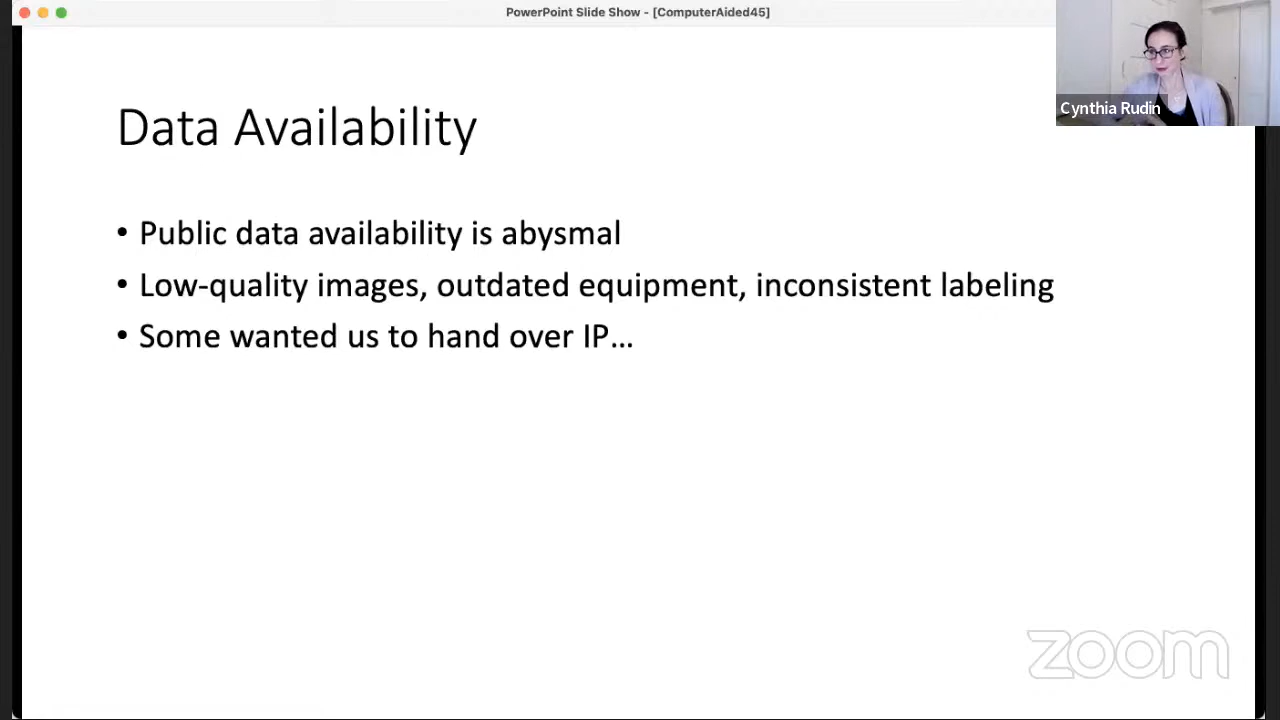 PowerPoint Slide Show - [ComputerAided45]
Cynthia Rudin
Data Availability
• Public data availability is abysmal
• Low-quality images, outdated equipment, inconsistent labeling
• Some wanted us to hand over IP...
zoom